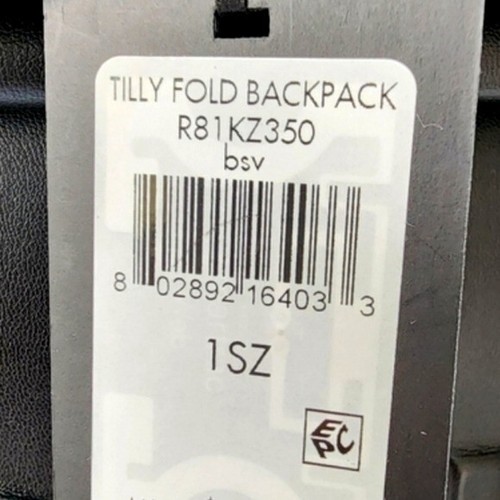 TILLY FOLD BACKPACK
R81KZ350
bsv
8 02892 16403 3
1SZ
EPC